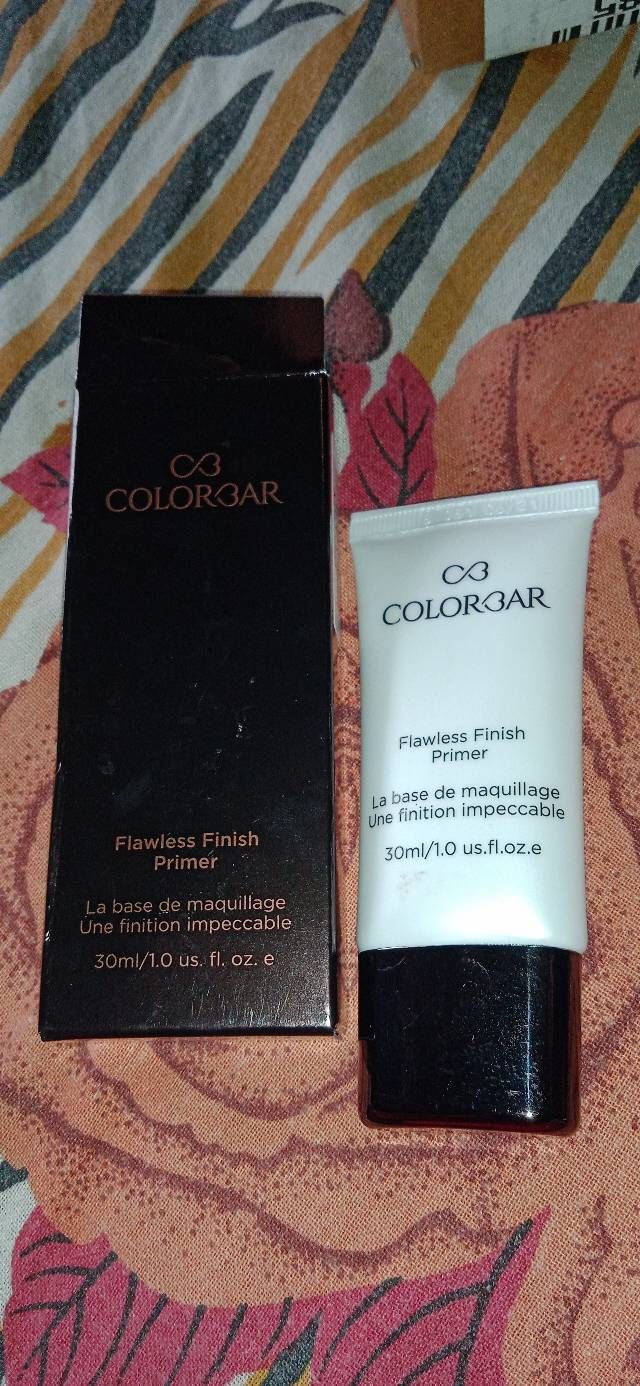 COLORBAR
Flawless Finish
Primer
La base de maquillage
Une finition impeccable
30ml/1.0 us. fl. oz. e
COLORBAR
Flawless Finish
Primer
La base de maquillage
Une finition impeccable
30ml/1.0 us.fl.oz.e